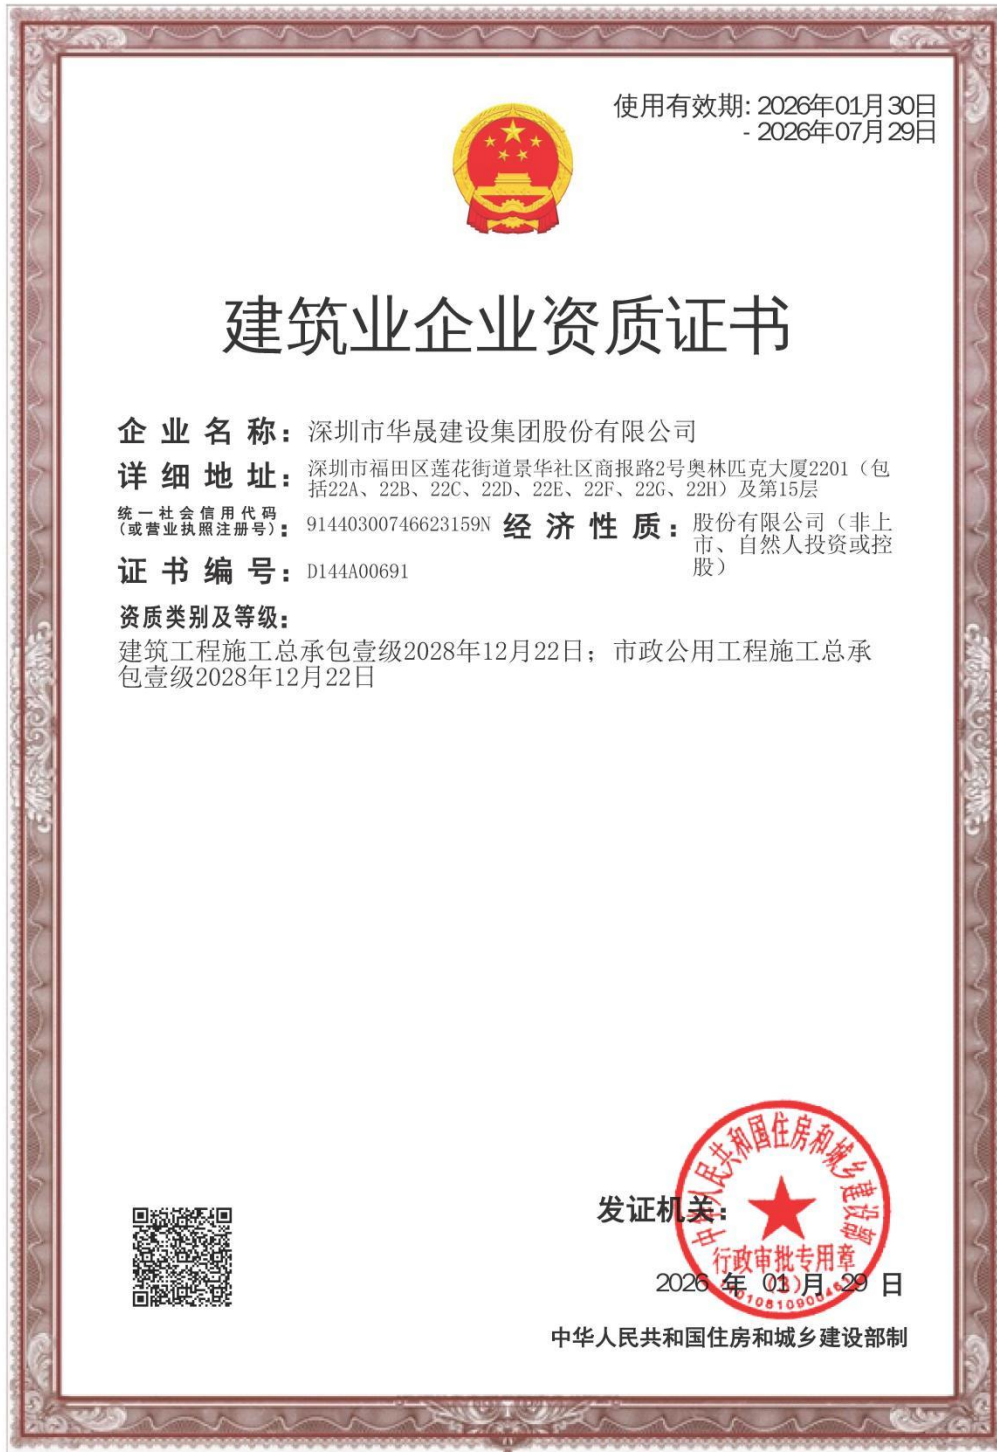 使用有效期: 2026年01月30日
- 2026年07月29日
建筑业企业资质证书
企业名称：深圳市华晟建设集团股份有限公司
详细地址：深圳市福田区莲花街道景华社区商报路2号奥林匹克大厦2201（包
括22A、22B、22C、22D、22E、22F、22G、22H）及第15层
统一社会信用代码
（或营业执照注册号）：91440300746623159N
经济性质：股份有限公司（非上
市、自然人投资或控
股）
证书编号：D144A00691
资质类别及等级：
建筑工程施工总承包壹级2028年12月22日；市政公用工程施工总承
包壹级2028年12月22日
中华人民共和国住房和城乡建设部
发证机关：
行政审批专用章
(3)
2026 年 01 月 29 日
中华人民共和国住房和城乡建设部制